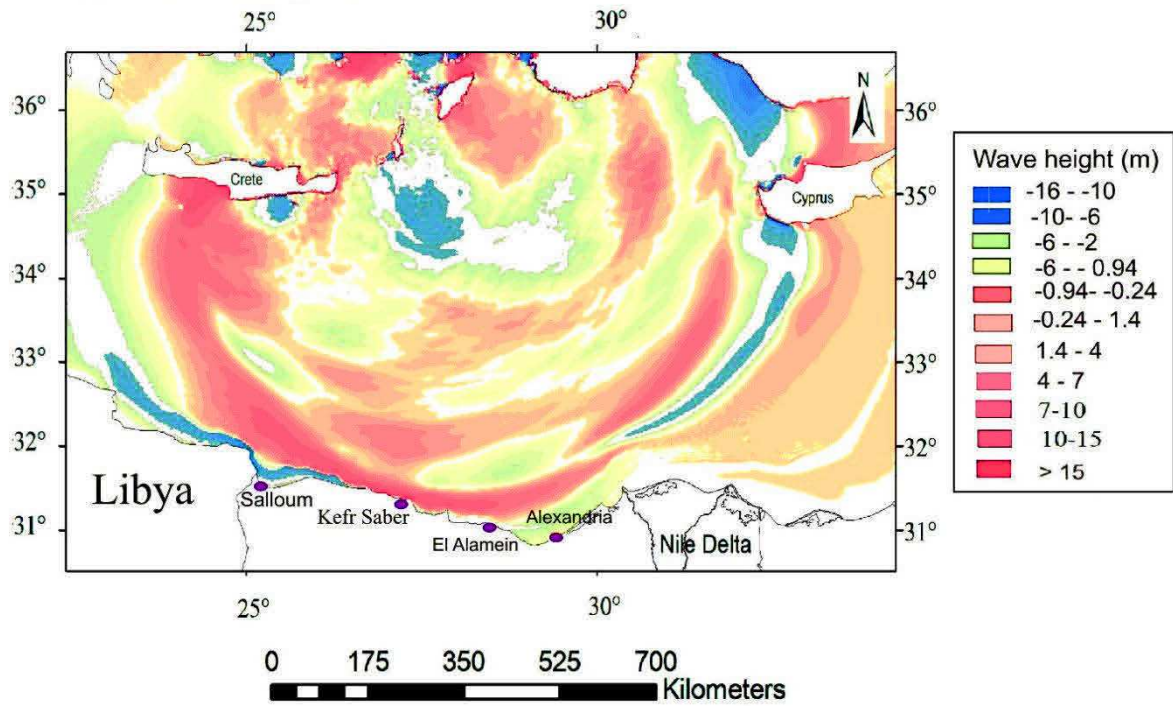 25° 30°
N
36° 36°
Wave height (m)
Crete
35° 35°
Cyprus
-16 - -10
-10- -6
-6 - -2
-6 - - 0.94
-0.94- -0.24
-0.24 - 1.4
1.4 - 4
4 - 7
7-10
10-15
> 15
34° 34°
33° 33°
32° 32°
Libya
Salloum
Kefr Saber
Alexandria
31° 31°
El Alamein
Nile Delta
25° 30°
0 175 350 525 700
Kilometers